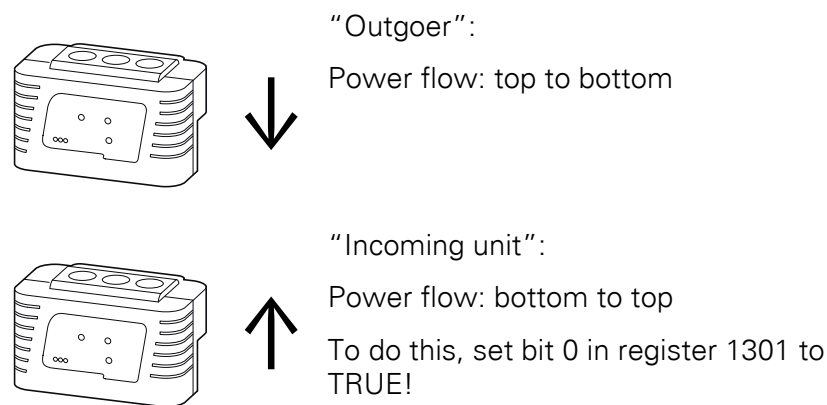 “Outgoer”:
Power flow: top to bottom
“Incoming unit”:
Power flow: bottom to top
To do this, set bit 0 in register 1301 to
TRUE!